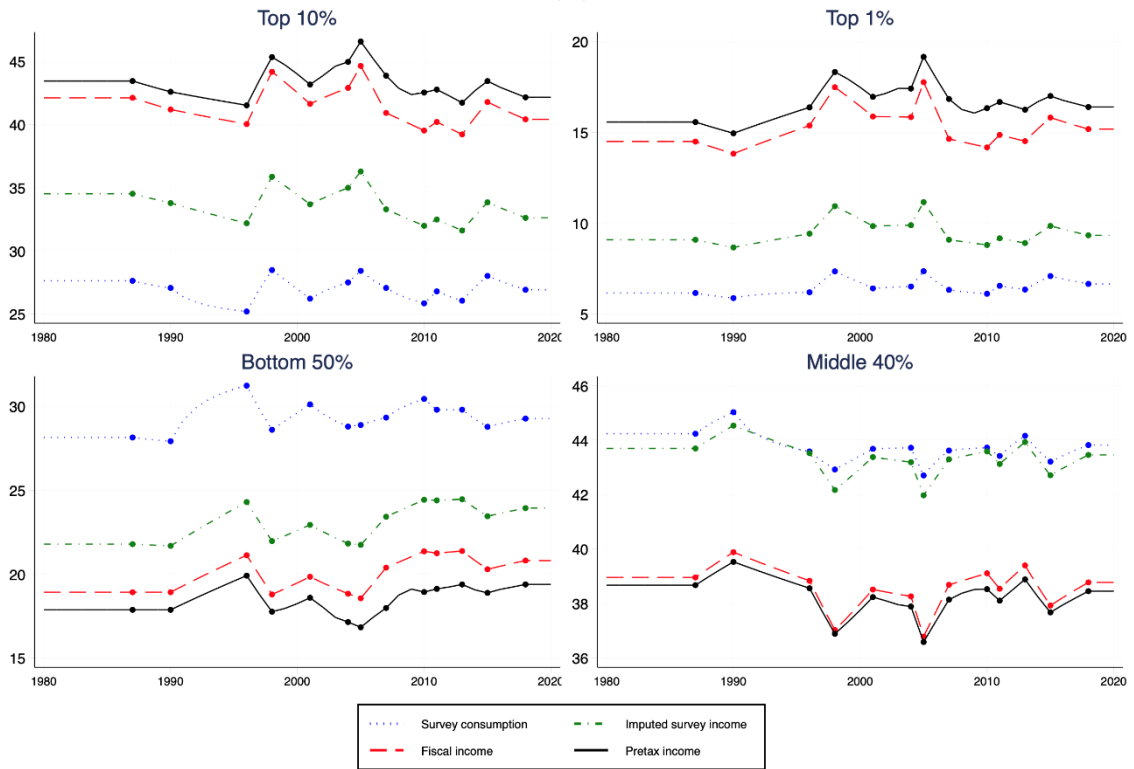 Top 10%
Top 1%
45
40
35
30
25
20
15
10
5
1980 1990 2000 2010 2020
1980 1990 2000 2010 2020
Bottom 50%
Middle 40%
30
25
20
15
46
44
42
40
38
36
1980 1990 2000 2010
1980 1990 2000 2010 2020
Survey consumption
Imputed survey income
Fiscal income
Pretax income